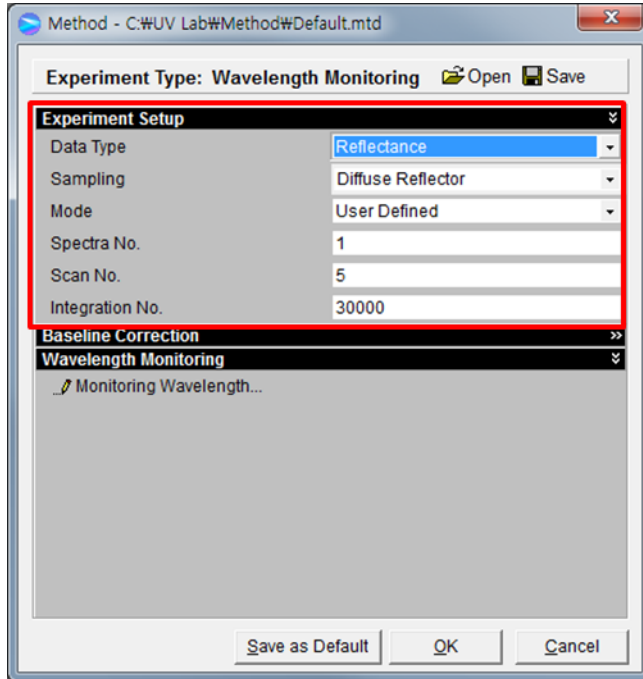 Method - C:₩UV Lab₩Method₩Default.mtd
Experiment Type: Wavelength Monitoring Open Save
Experiment Setup
Data Type Reflectance
Sampling Diffuse Reflector
Mode User Defined
Spectra No. 1
Scan No. 5
Integration No. 30000
Baseline Correction
Wavelength Monitoring
Monitoring Wavelength...
Save as Default OK Cancel